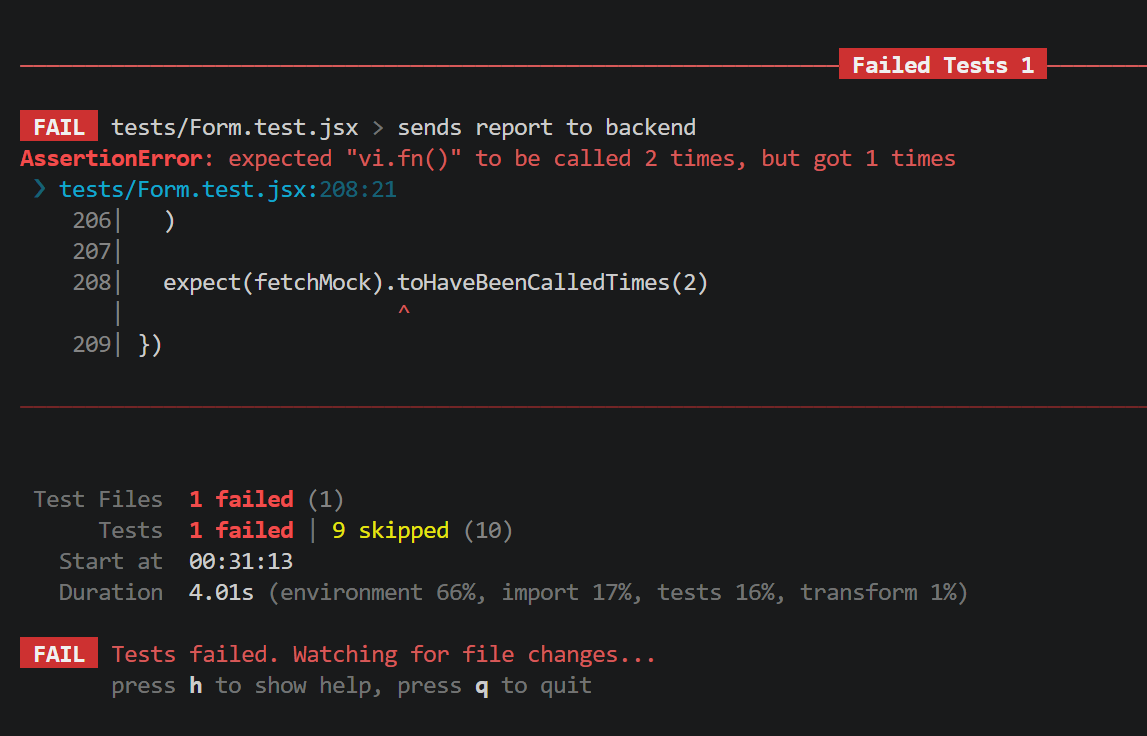 Failed Tests 1
FAIL tests/Form.test.jsx > sends report to backend
AssertionError: expected "vi.fn()" to be called 2 times, but got 1 times
❯ tests/Form.test.jsx:208:21
206| )
207|
208| expect(fetchMock).toHaveBeenCalledTimes(2)
| ^
209| })
Test Files 1 failed (1)
Tests 1 failed | 9 skipped (10)
Start at 00:31:13
Duration 4.01s (environment 66%, import 17%, tests 16%, transform 1%)
FAIL Tests failed. Watching for file changes...
press h to show help, press q to quit